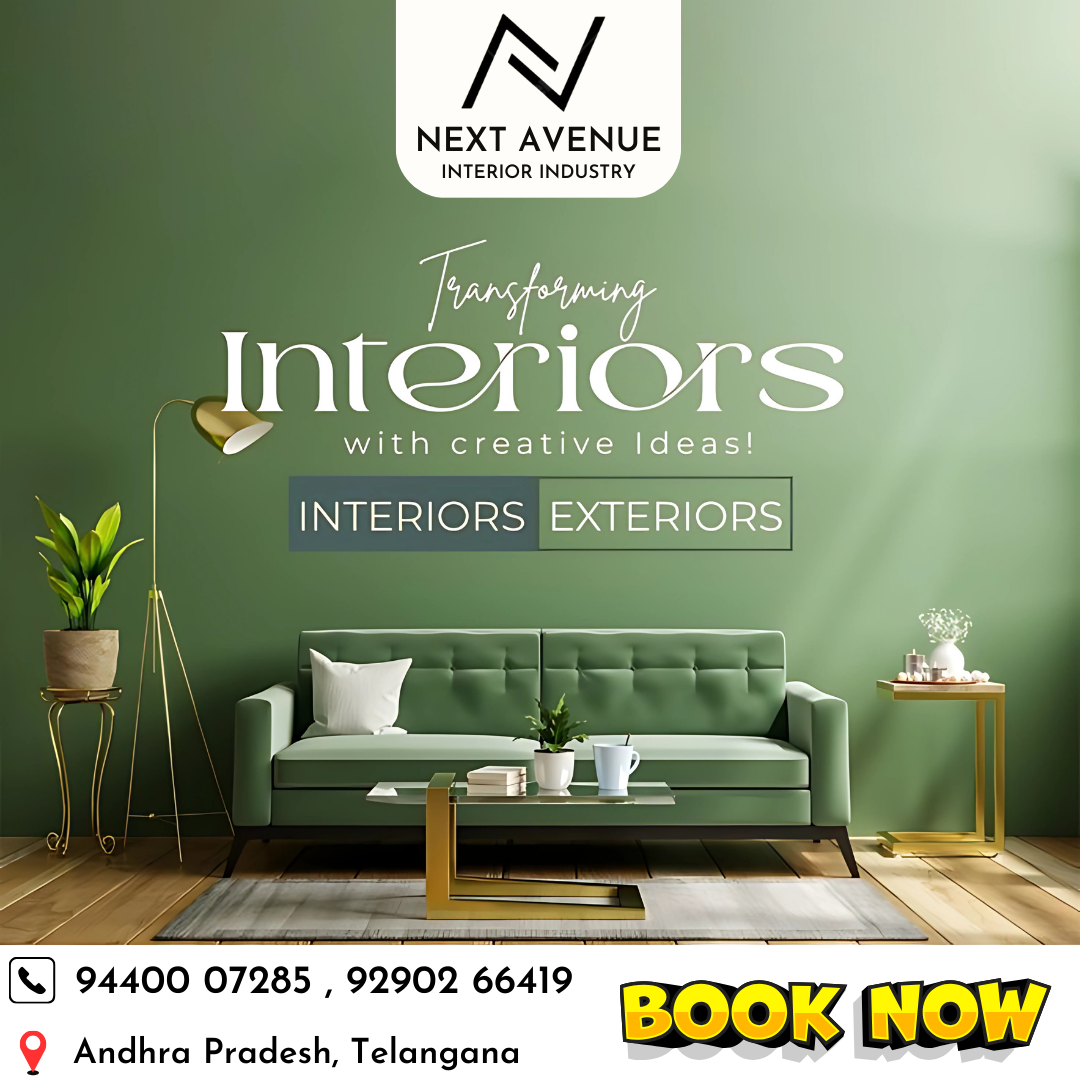 NEXT AVENUE
INTERIOR INDUSTRY
Transforming
Interiors
with creative Ideas!
INTERIORS EXTERIORS
94400 07285 , 92902 66419
Andhra Pradesh, Telangana
BOOK NOW